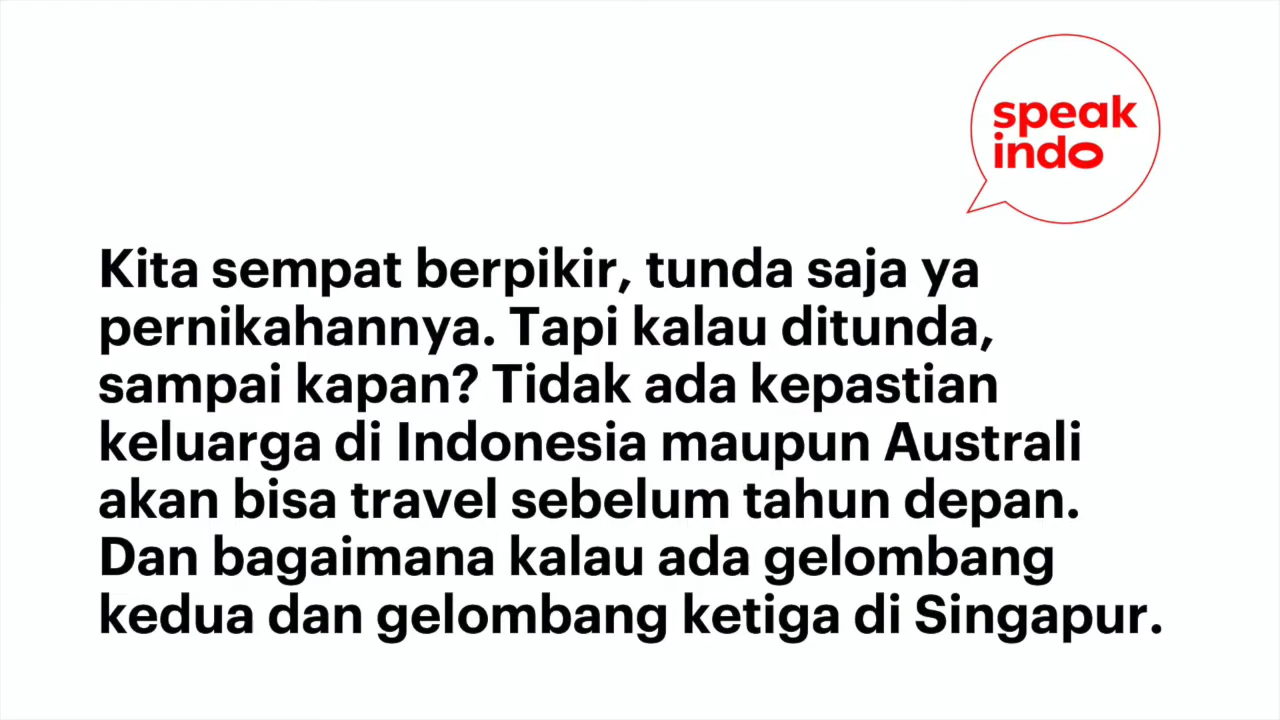 speak
indo
Kita sempat berpikir, tunda saja ya
pernikahannya. Tapi kalau ditunda,
sampai kapan? Tidak ada kepastian
keluarga di Indonesia maupun Australi
akan bisa travel sebelum tahun depan.
Dan bagaimana kalau ada gelombang
kedua dan gelombang ketiga di Singapur.